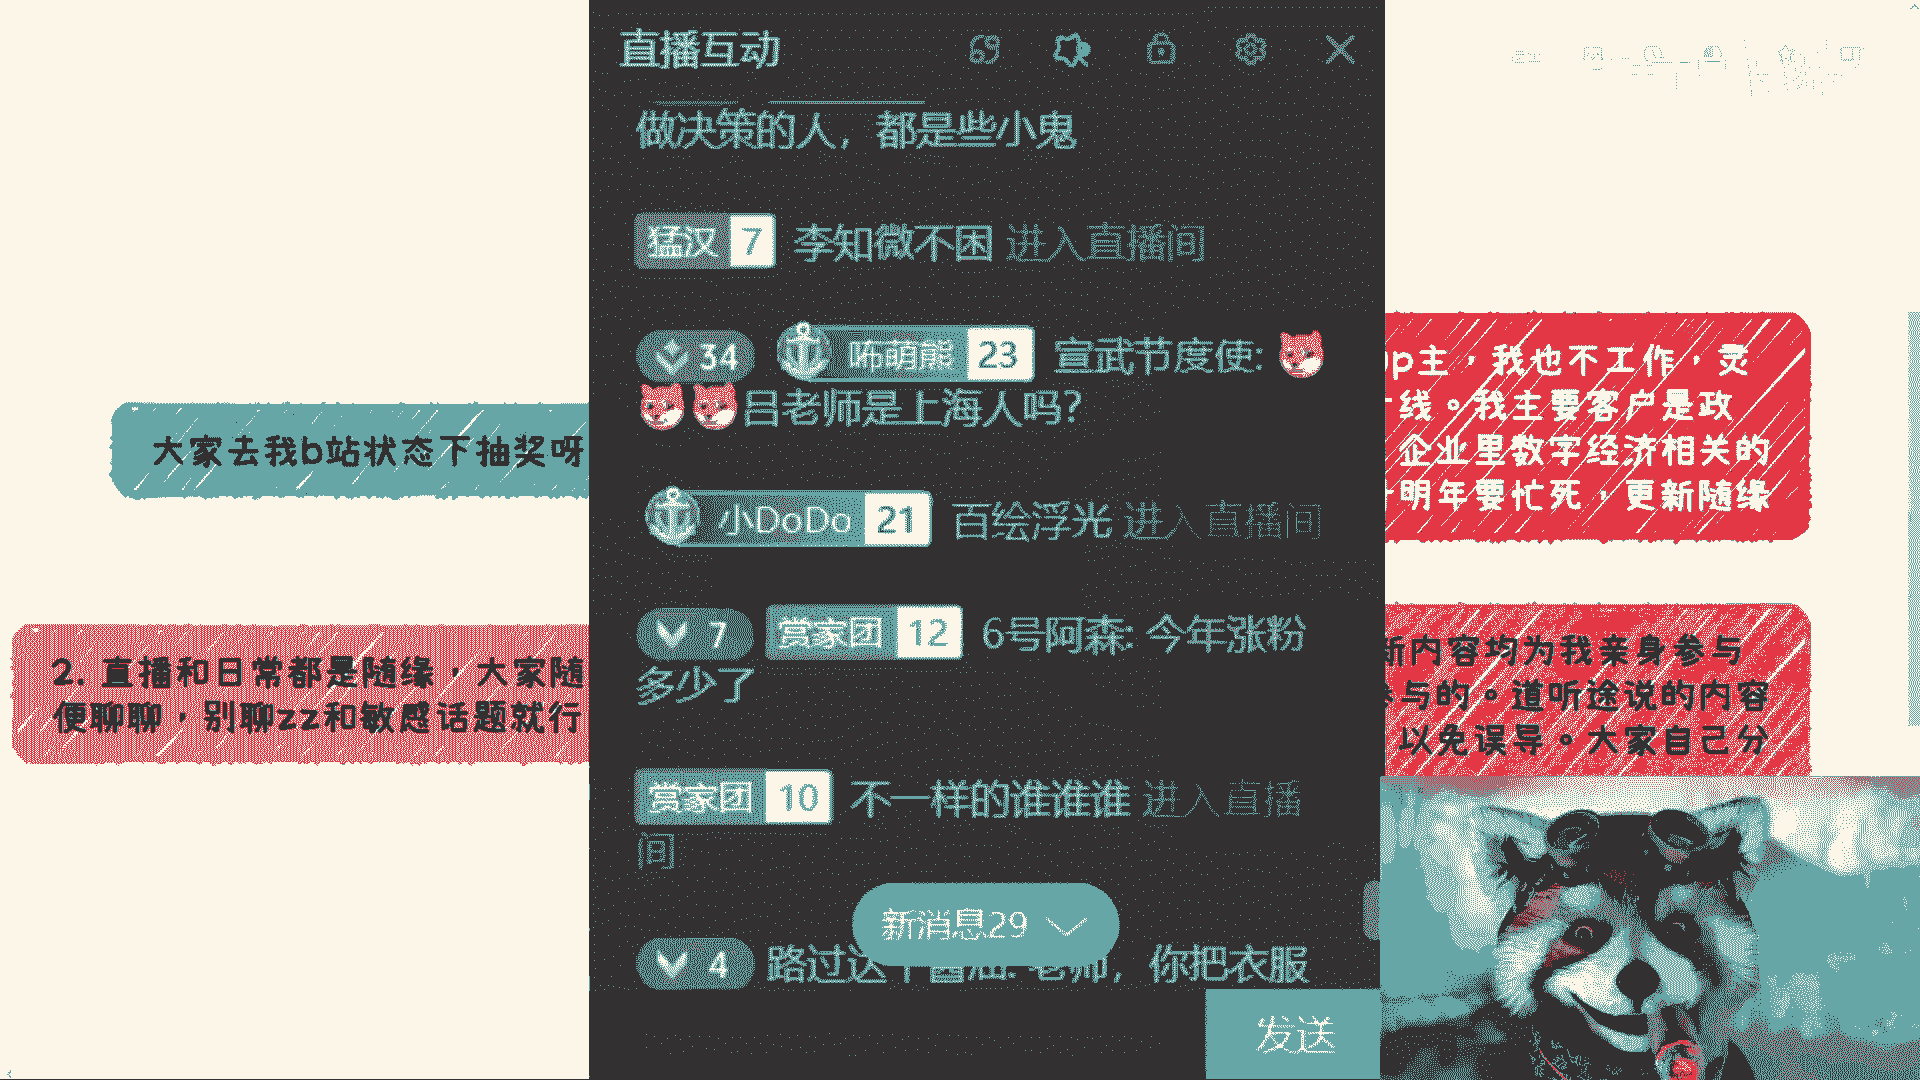 直播互动
做决策的人，都是些小鬼
猛汉 7 李知微不困 进入直播间
34 咘萌熊 23 宣武节度使:
吕老师是上海人吗?
小DoDo 21 百绘浮光 进入直播间
7 赏家团 12 6号阿森: 今年涨粉
多少了
赏家团 10 不一样的谁谁谁 进入直播
间
新消息29
4 路过这个酱油: 老师，你把衣服
发送
大家去我b站状态下抽奖呀
2. 直播和日常都是随缘，大家随
便聊聊，别聊zz和敏感话题就行
p主，我也不工作，灵
线。我主要客户是政
企业里数字经济相关的
明年要忙死，更新随缘
新内容均为我亲身参与
参与的。道听途说的内容
以免误导。大家自己分